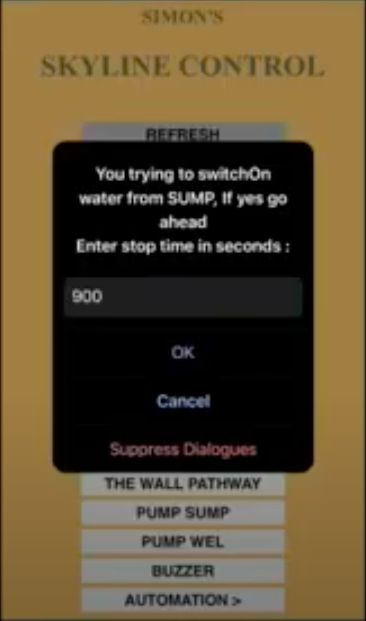 SIMON'S
SKYLINE CONTROL
REFRESH
You trying to switchOn
water from SUMP, If yes go
ahead
Enter stop time in seconds :
900
OK
Cancel
Suppress Dialogues
THE WALL PATHWAY
PUMP SUMP
PUMP WEL
BUZZER
AUTOMATION >